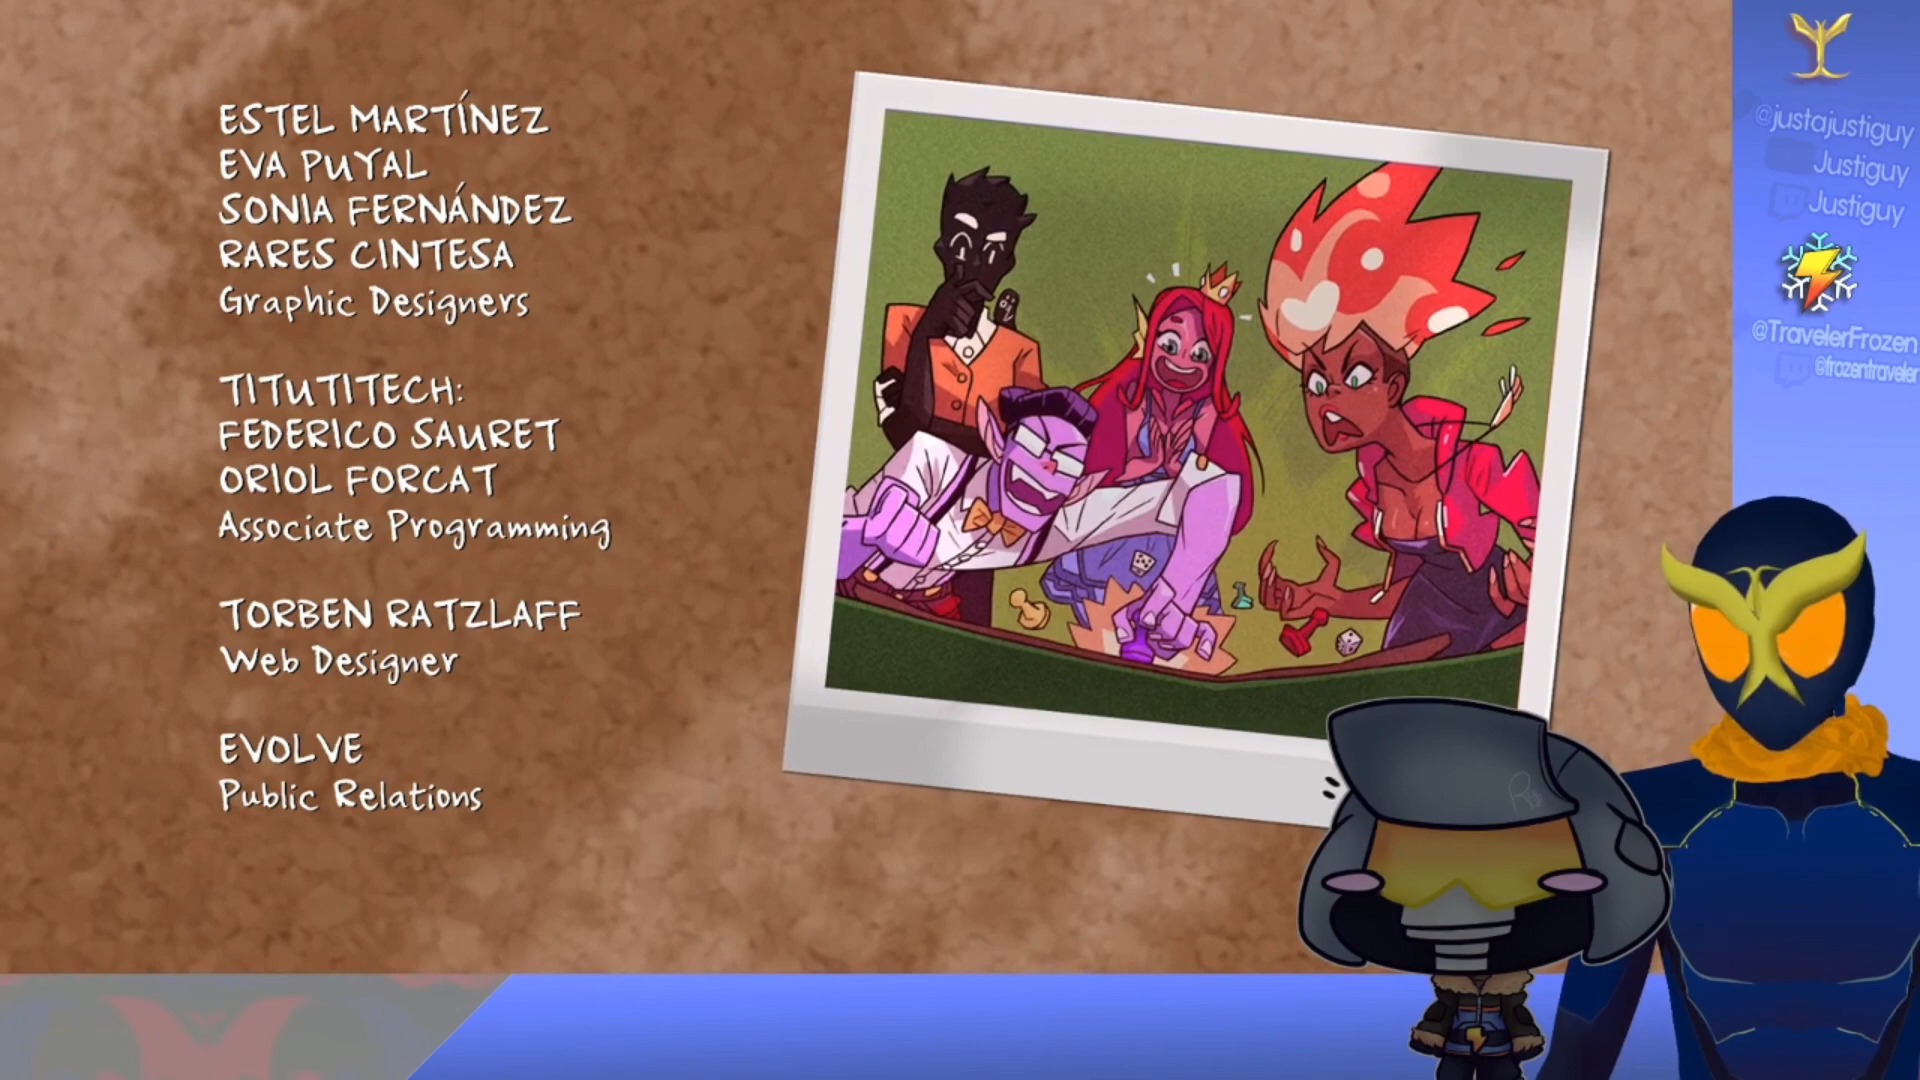 ESTEL MARTÍNEZ
EVA PUYAL
SONIA FERNÁNDEZ
RARES CINTESA
Graphic Designers
TITUTITECH:
FEDERICO SAURET
ORIOL FORCAT
Associate Programming
TORBEN RATZLAFF
Web Designer
EVOLVE
Public Relations
@justajustiguy
Justiguy
Justiguy
@TravelerFrozen
@frozentraveler